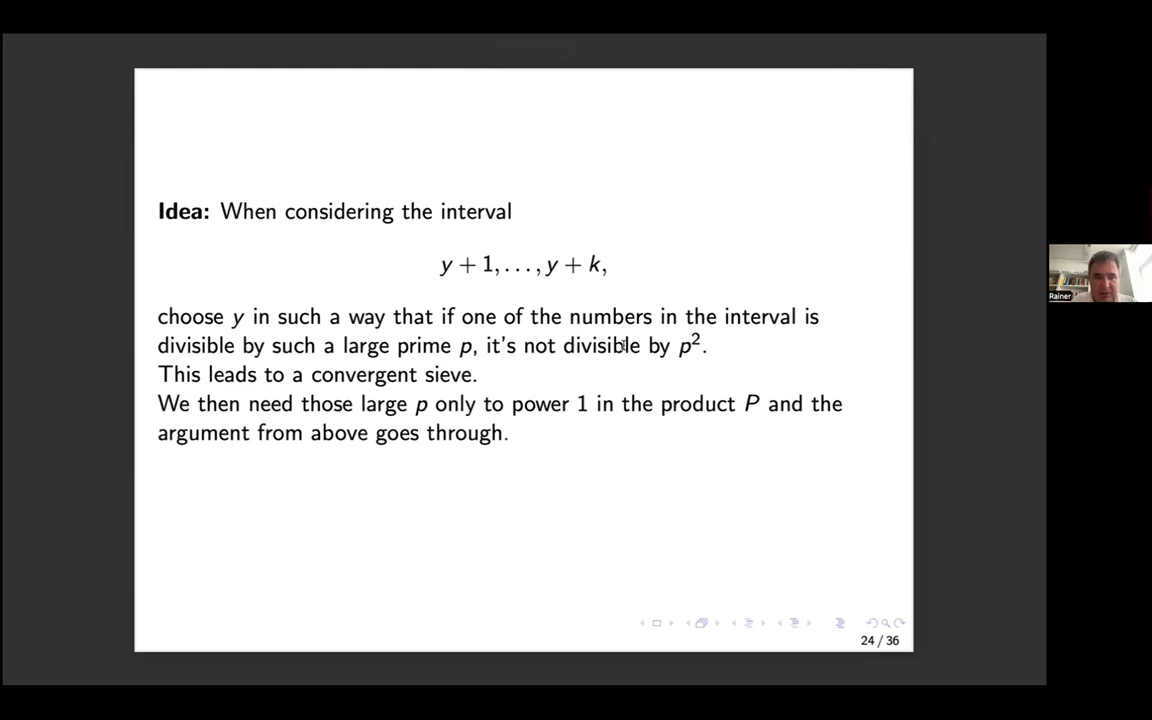 Idea: When considering the interval
y + 1, . . . , y + k,
choose y in such a way that if one of the numbers in the interval is
divisible by such a large prime p, it's not divisible by p².
This leads to a convergent sieve.
We then need those large p only to power 1 in the product P and the
argument from above goes through.
Rainer
24 / 36